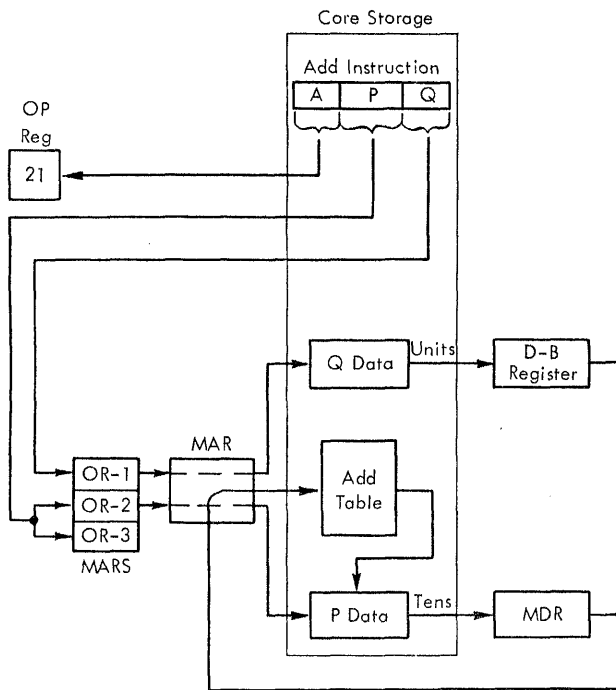 Core Storage
Add Instruction
A P Q
OP
Reg
21
Q Data
Units
D-B
Register
MAR
OR-1
OR-2
OR-3
MARS
Add
Table
P Data
Tens
MDR